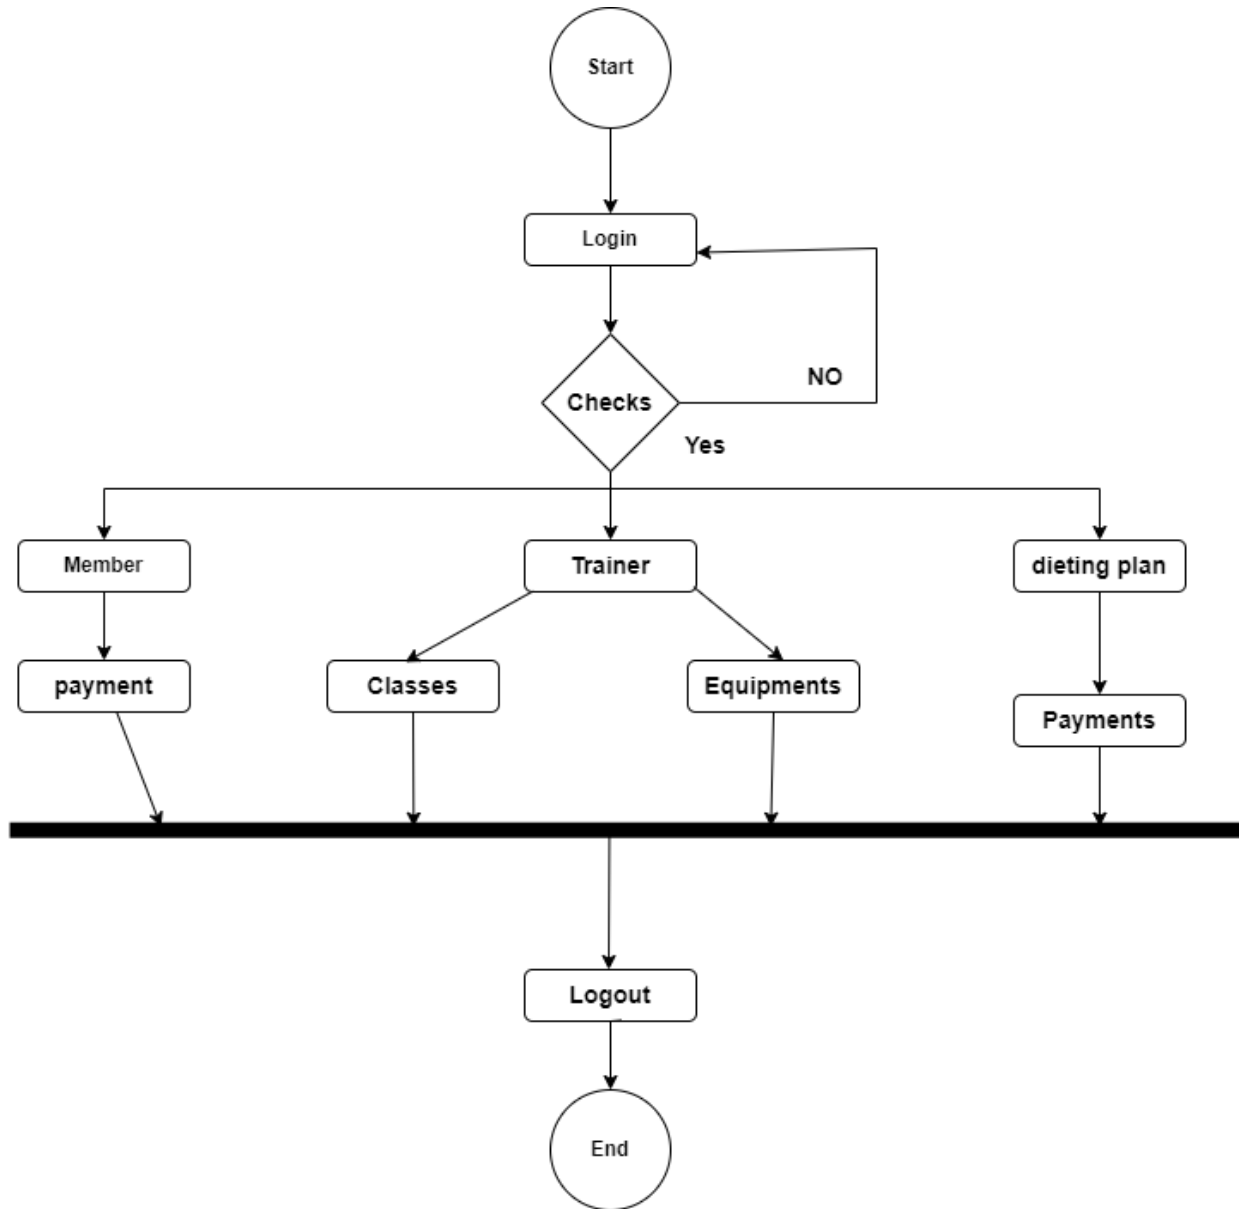 Start
Login
NO
Checks
Yes
Member
Trainer
dieting plan
payment
Classes
Equipments
Payments
Logout
End